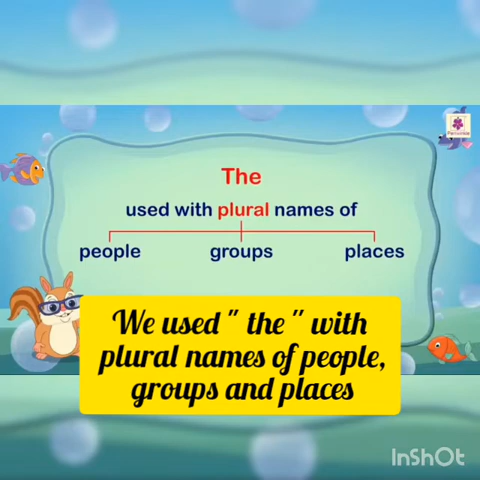 The
used with plural names of
people groups places
We used " the " with
plural names of people,
groups and places
InShOt